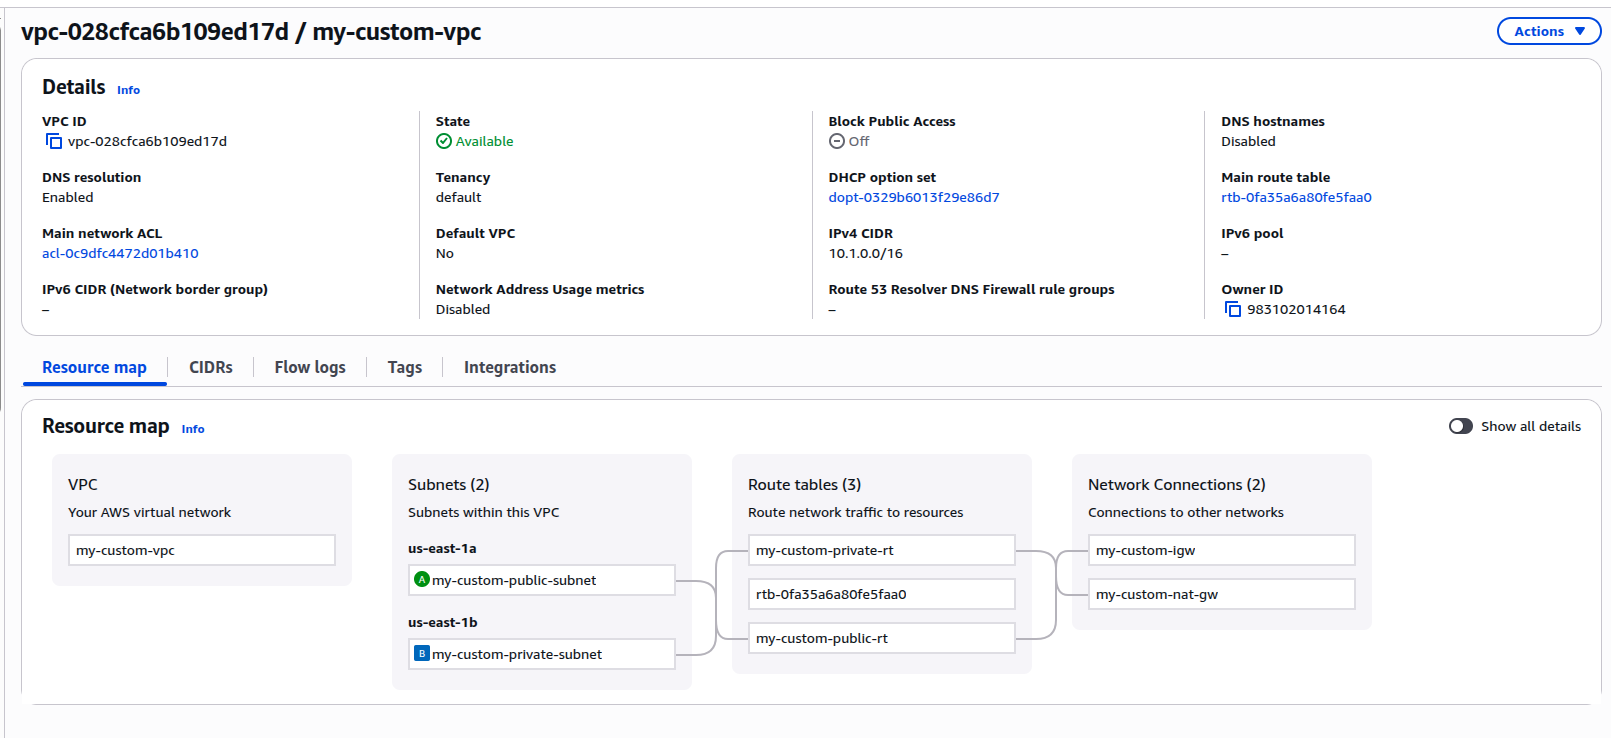 vpc-028cfca6b109ed17d / my-custom-vpc
Actions
Details Info
VPC ID
vpc-028cfca6b109ed17d
State
Available
Block Public Access
Off
DNS hostnames
Disabled
DNS resolution
Enabled
Tenancy
default
DHCP option set
dopt-0329b6013f29e86d7
Main route table
rtb-0fa35a6a80fe5faa0
Main network ACL
acl-0c9dfc4472d01b410
Default VPC
No
IPv4 CIDR
10.1.0.0/16
IPv6 pool
–
IPv6 CIDR (Network border group)
–
Network Address Usage metrics
Disabled
Route 53 Resolver DNS Firewall rule groups
–
Owner ID
983102014164
Resource map
CIDRs
Flow logs
Tags
Integrations
Resource map Info
Show all details
VPC
Your AWS virtual network
my-custom-vpc
Subnets (2)
Subnets within this VPC
us-east-1a
A my-custom-public-subnet
us-east-1b
B my-custom-private-subnet
Route tables (3)
Route network traffic to resources
my-custom-private-rt
rtb-0fa35a6a80fe5faa0
my-custom-public-rt
Network Connections (2)
Connections to other networks
my-custom-igw
my-custom-nat-gw